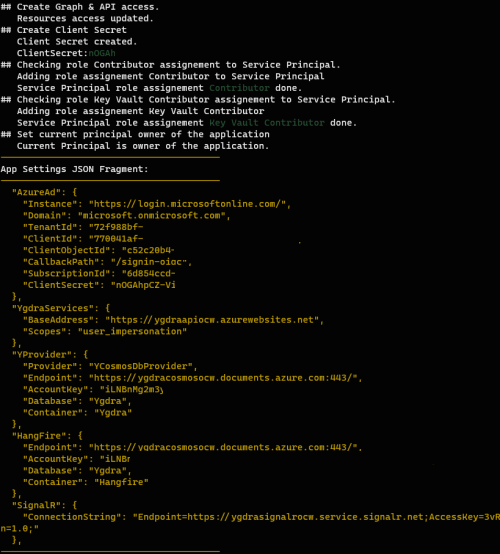 ## Create Graph & API access.
Resources access updated.
## Create Client Secret
Client Secret created.
ClientSecret:nOGAh
## Checking role Contributor assignement to Service Principal.
Adding role assignement Contributor to Service Principal
Service Principal role assignement Contributor done.
## Checking role Key Vault Contributor assignement to Service Principal.
Adding role assignement Key Vault Contributor
Service Principal role assignement Key Vault Contributor done.
## Set current principal owner of the application
Current Principal is owner of the application.
App Settings JSON Fragment:
"AzureAd": {
"Instance": "https://login.microsoftonline.com/",
"Domain": "microsoft.onmicrosoft.com",
"TenantId": "72f988bf-
"ClientId": "770041af-
"ClientObjectId": "c52c20b4-
"CallbackPath": "/signin-oidc",
"SubscriptionId": "6d854ccd-
"ClientSecret": "nOGAhpCZ-Vi
},
"YgdraServices": {
"BaseAddress": "https://ygdraapiocw.azurewebsites.net",
"Scopes": "user_impersonation"
},
"YProvider": {
"Provider": "YCosmosDbProvider",
"Endpoint": "https://ygdracosmosocw.documents.azure.com:443/",
"AccountKey": "iLNBnMg2m3y
"Database": "Ygdra",
"Container": "Ygdra"
},
"HangFire": {
"Endpoint": "https://ygdracosmosocw.documents.azure.com:443/",
"AccountKey": "iLNBr
"Database": "Ygdra",
"Container": "Hangfire"
},
"SignalR": {
"ConnectionString": "Endpoint=https://ygdrasignalrocw.service.signalr.net;AccessKey=3vR
n=1.0;"
},